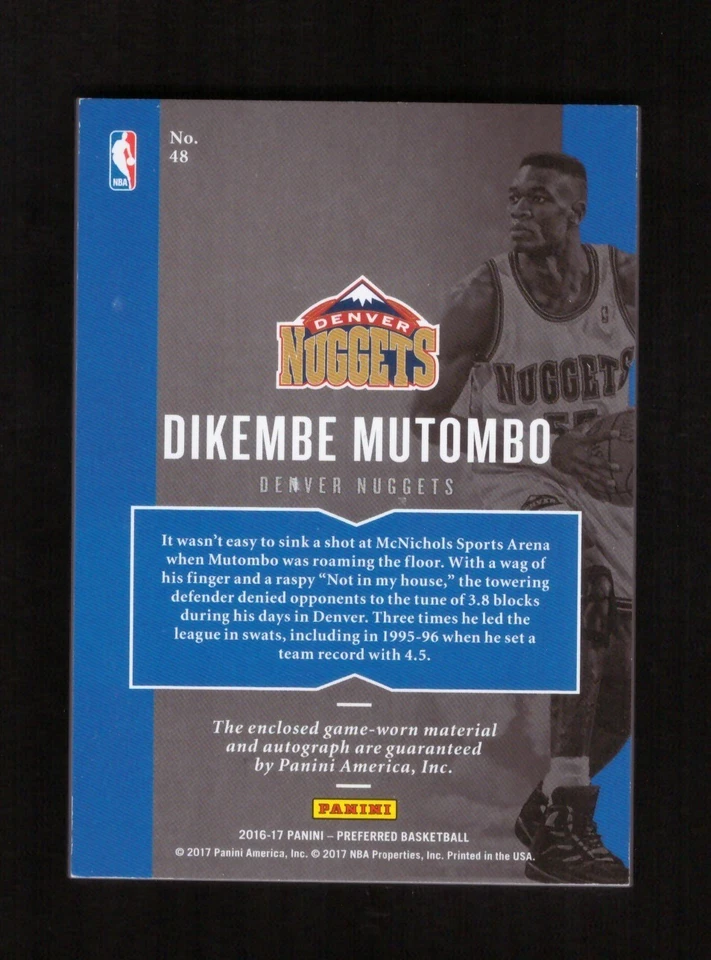 No.
48
NBA
DENVER
NUGGETS
NUGGETS
DIKEMBE MUTOMBO
DENVER NUGGETS
It wasn't easy to sink a shot at McNichols Sports Arena
when Mutombo was roaming the floor. With a wag of
his finger and a raspy “Not in my house,” the towering
defender denied opponents to the tune of 3.8 blocks
during his days in Denver. Three times he led the
league in swats, including in 1995-96 when he set a
team record with 4.5.
The enclosed game-worn material
and autograph are guaranteed
by Panini America, Inc.
PANINI
2016-17 PANINI – PREFERRED BASKETBALL
© 2017 Panini America, Inc. © 2017 NBA Properties, Inc. Printed in the USA.